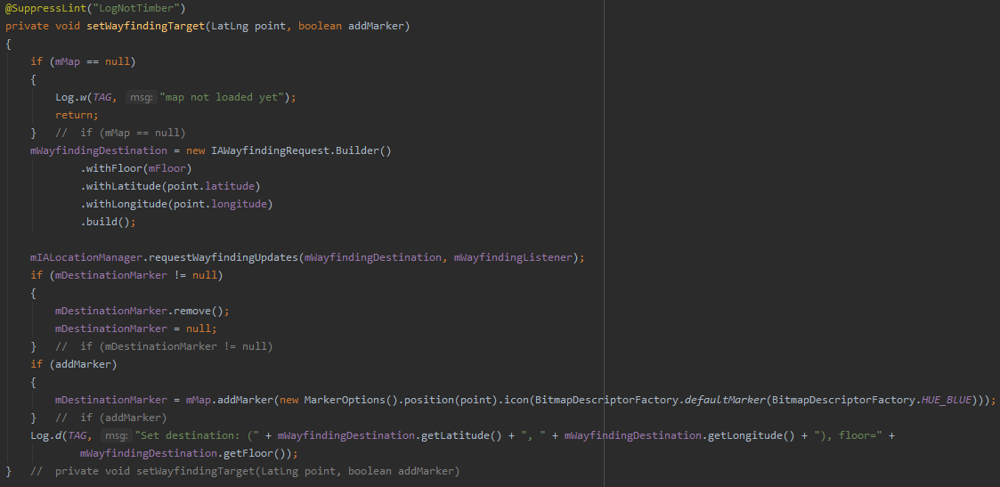 @SuppressLint("LogNotTimber")
private void setWayfindingTarget(LatLng point, boolean addMarker)
{
if (mMap == null)
{
Log.w(TAG, msg: "map not loaded yet");
return;
} // if (mMap == null)
mWayfindingDestination = new IAWayfindingRequest.Builder()
.withFloor(mFloor)
.withLatitude(point.latitude)
.withLongitude(point.longitude)
.build();
mIALocationManager.requestWayfindingUpdates(mWayfindingDestination, mWayfindingListener);
if (mDestinationMarker != null)
{
mDestinationMarker.remove();
mDestinationMarker = null;
} // if (mDestinationMarker != null)
if (addMarker)
{
mDestinationMarker = mMap.addMarker(new MarkerOptions().position(point).icon(BitmapDescriptorFactory.defaultMarker(BitmapDescriptorFactory.HUE_BLUE)));
} // if (addMarker)
Log.d(TAG, msg: "Set destination: (" + mWayfindingDestination.getLatitude() + ", " + mWayfindingDestination.getLongitude() + "), floor=" +
mWayfindingDestination.getFloor());
} // private void setWayfindingTarget(LatLng point, boolean addMarker)